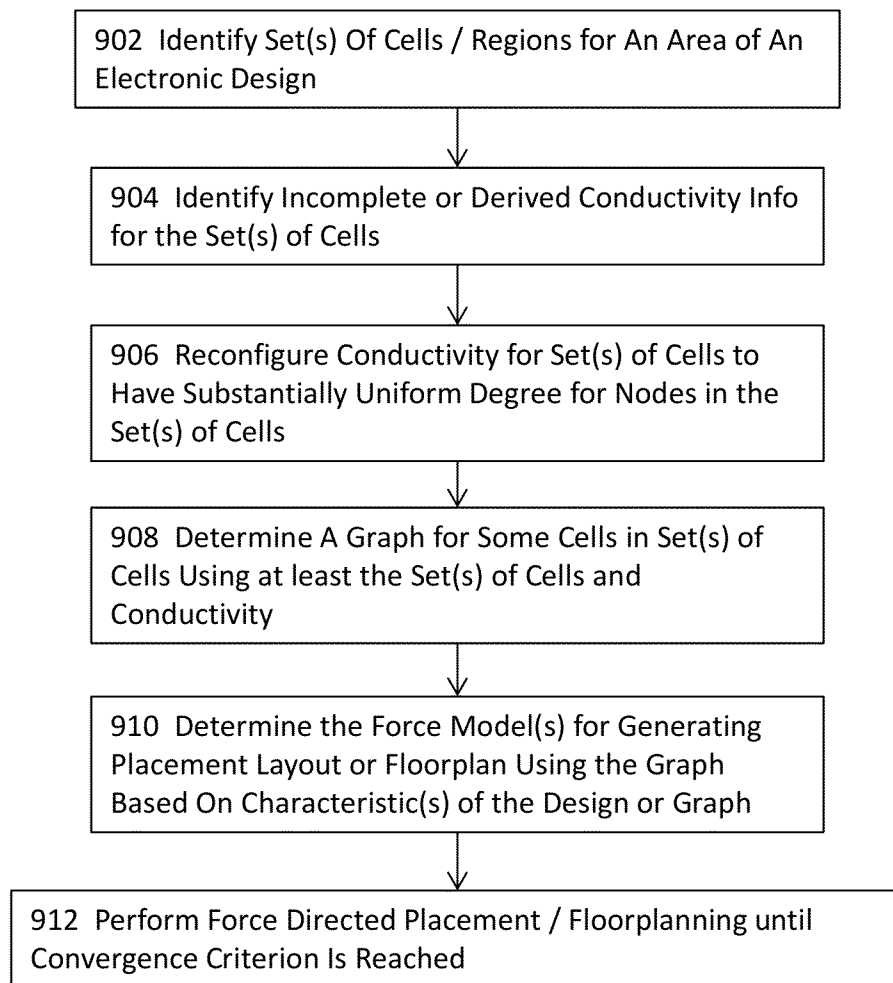 902 Identify Set(s) Of Cells / Regions for An Area of An
Electronic Design
904 Identify Incomplete or Derived Conductivity Info
for the Set(s) of Cells
906 Reconfigure Conductivity for Set(s) of Cells to
Have Substantially Uniform Degree for Nodes in the
Set(s) of Cells
908 Determine A Graph for Some Cells in Set(s) of
Cells Using at least the Set(s) of Cells and
Conductivity
910 Determine the Force Model(s) for Generating
Placement Layout or Floorplan Using the Graph
Based On Characteristic(s) of the Design or Graph
912 Perform Force Directed Placement / Floorplanning until
Convergence Criterion Is Reached